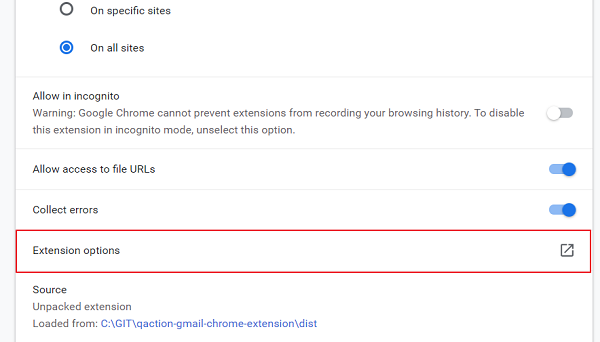 On specific sites
On all sites
Allow in incognito
Warning: Google Chrome cannot prevent extensions from recording your browsing history. To disable
this extension in incognito mode, unselect this option.
Allow access to file URLs
Collect errors
Extension options
Source
Unpacked extension
Loaded from: C:\GIT\qaction-gmail-chrome-extension\dist